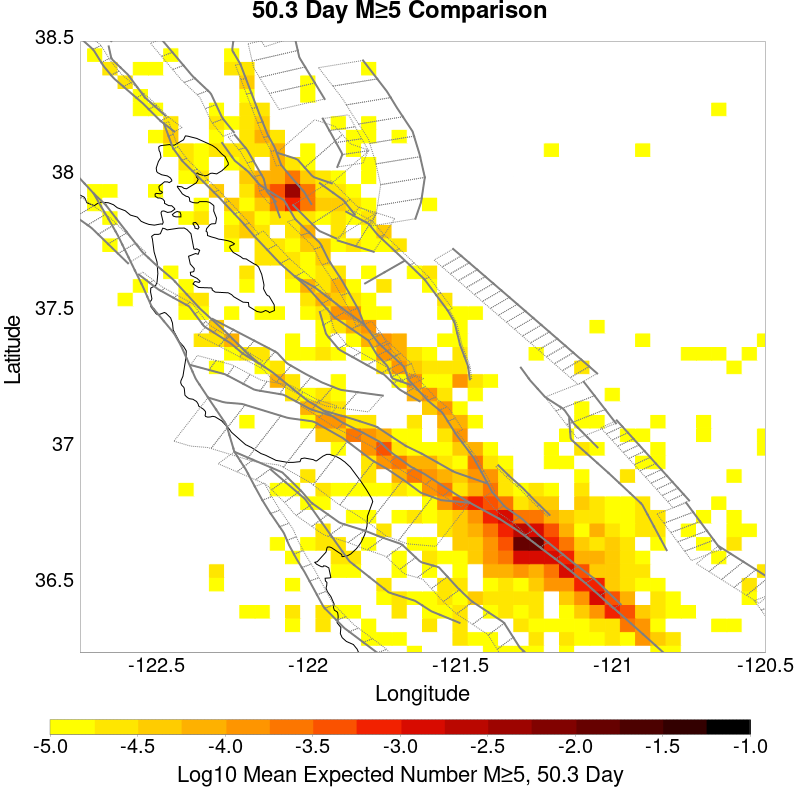 50.3 Day M≥5 Comparison
38.5
38
37.5
37
36.5
Latitude
-122.5 -122 -121.5 -121 -120.5
Longitude
-5.0 -4.5 -4.0 -3.5 -3.0 -2.5 -2.0 -1.5 -1.0
Log10 Mean Expected Number M≥5, 50.3 Day